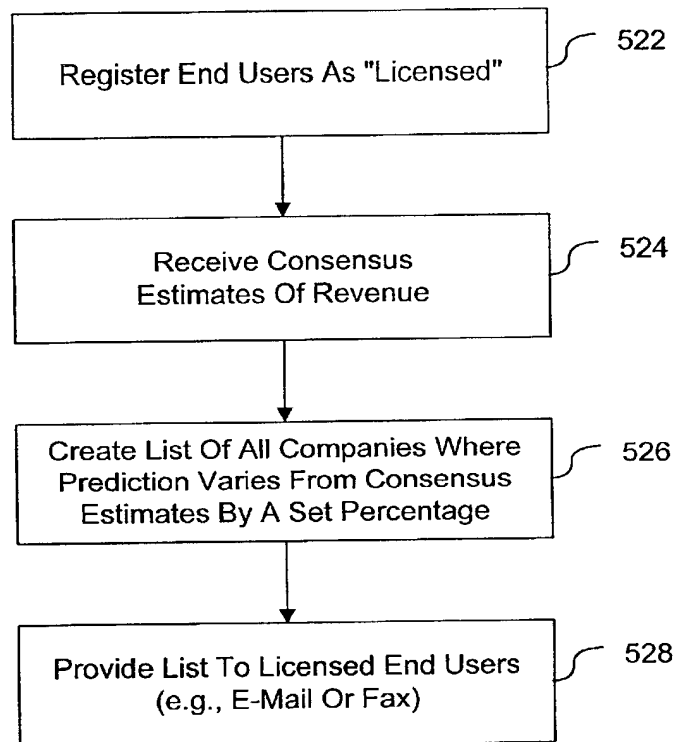 Register End Users As "Licensed"
522
Receive Consensus
Estimates Of Revenue
524
Create List Of All Companies Where
Prediction Varies From Consensus
Estimates By A Set Percentage
526
Provide List To Licensed End Users
(e.g., E-Mail Or Fax)
528